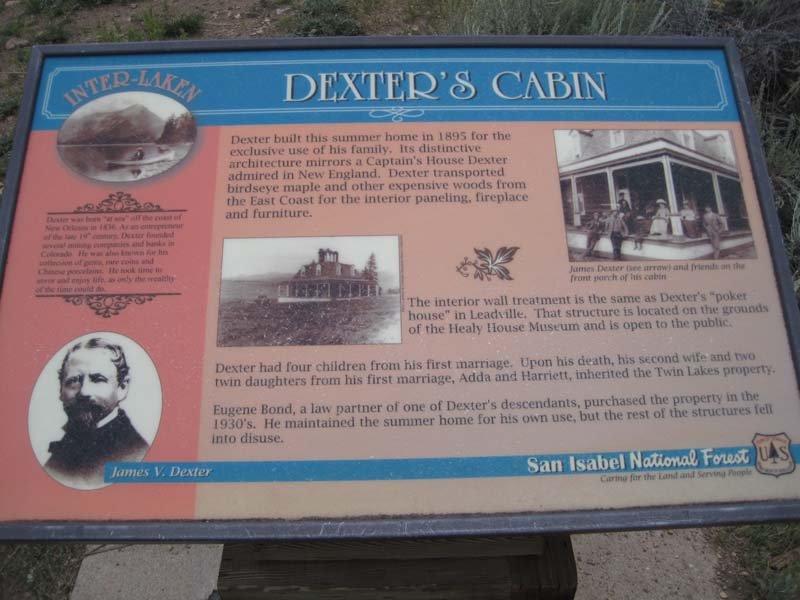 INTER-LAKEN
DEXTER'S CABIN
Dexter was born "at sea" off the coast of
New Orleans in 1836. As an entrepreneur
of the late 19th century, Dexter founded
several mining companies and banks in
Colorado. He was also known for his
collection of gems, rare coins and
Chinese porcelains. He took time to
travel and enjoy life, as only the wealthy
of the time could do.
James V. Dexter
Dexter built this summer home in 1895 for the
exclusive use of his family. Its distinctive
architecture mirrors a Captain's House Dexter
admired in New England. Dexter transported
birdseye maple and other expensive woods from
the East Coast for the interior paneling, fireplace
and furniture.
James Dexter (see arrow) and friends on the
front porch of his cabin
The interior wall treatment is the same as Dexter's "poker
house" in Leadville. That structure is located on the grounds
of the Healy House Museum and is open to the public.
Dexter had four children from his first marriage. Upon his death, his second wife and two
twin daughters from his first marriage, Adda and Harriett, inherited the Twin Lakes property.
Eugene Bond, a law partner of one of Dexter's descendants, purchased the property in the
1930's. He maintained the summer home for his own use, but the rest of the structures fell
into disuse.
San Isabel National Forest
Caring for the Land and Serving People
U S